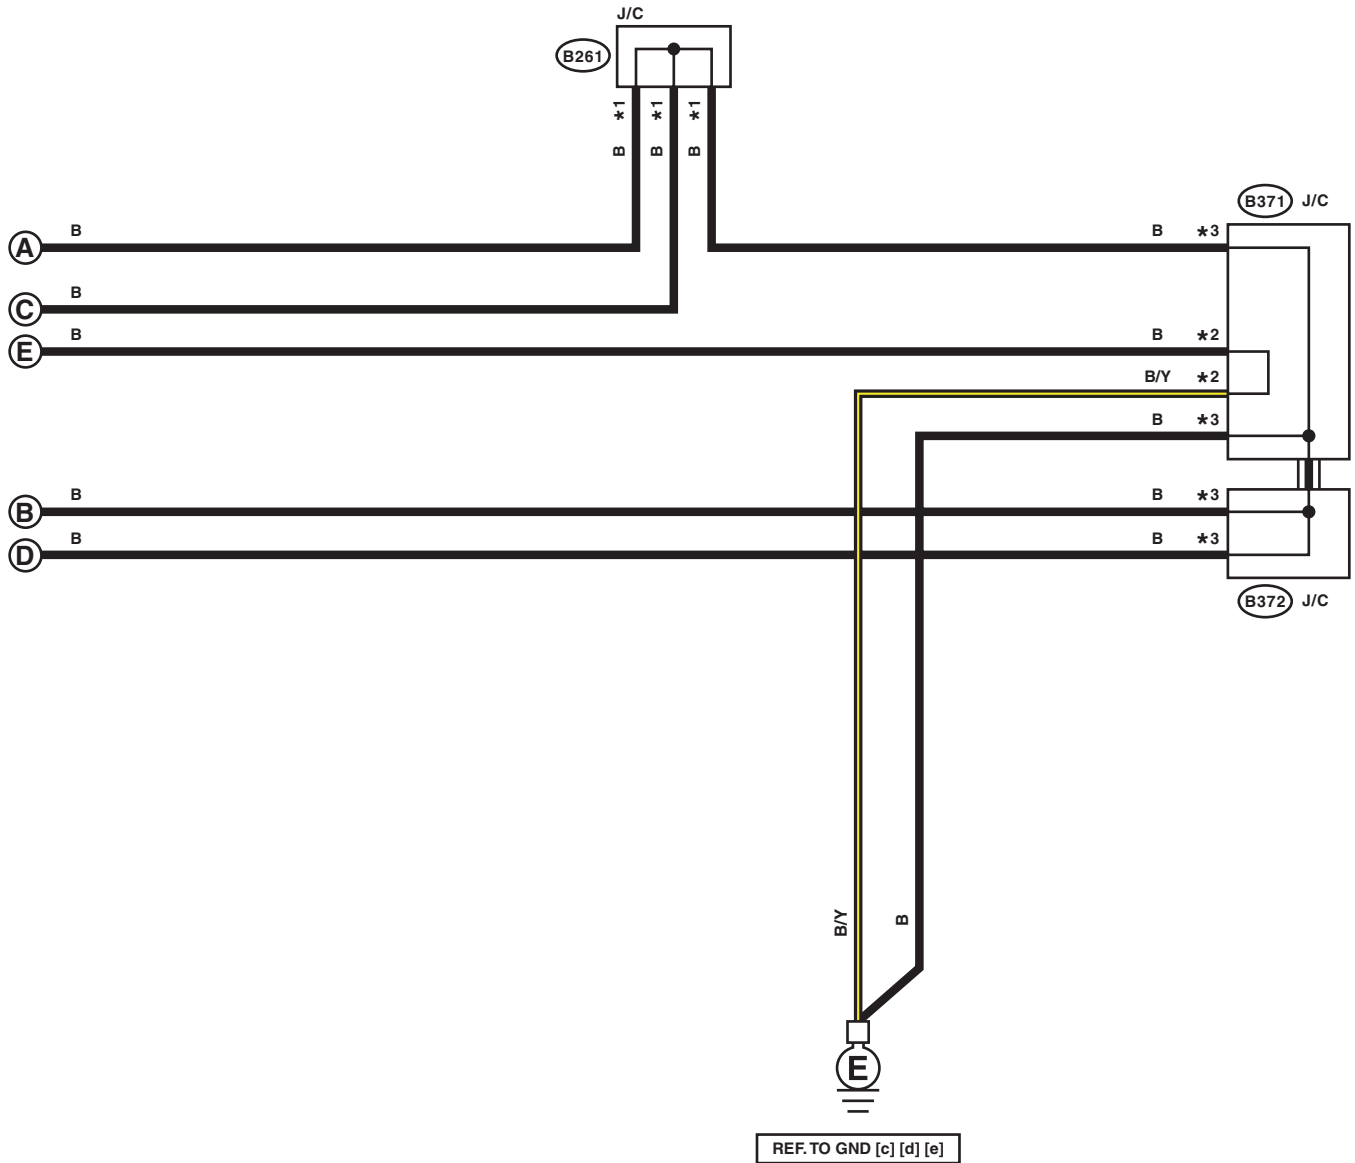 J/C
B261
B *1
B *1
B *1
B371 J/C
A B
B *3
C B
E B
B *2
B/Y *2
B *3
B B
B *3
D B
B *3
B372 J/C
B/Y
B
E
REF. TO GND [c] [d] [e]